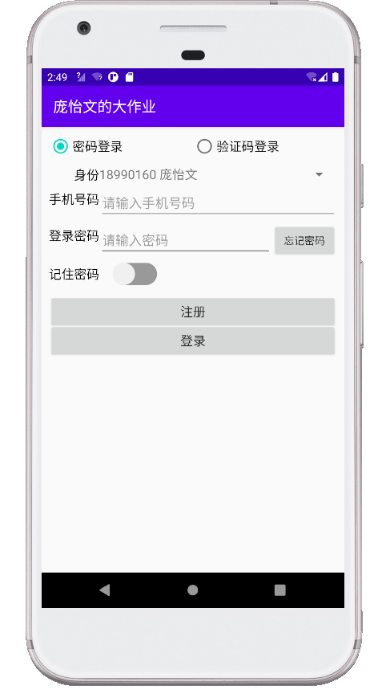 2:49
庞怡文的大作业
密码登录 验证码登录
身份18990160 庞怡文
手机号码 请输入手机号码
登录密码 请输入密码 忘记密码
记住密码
注册
登录